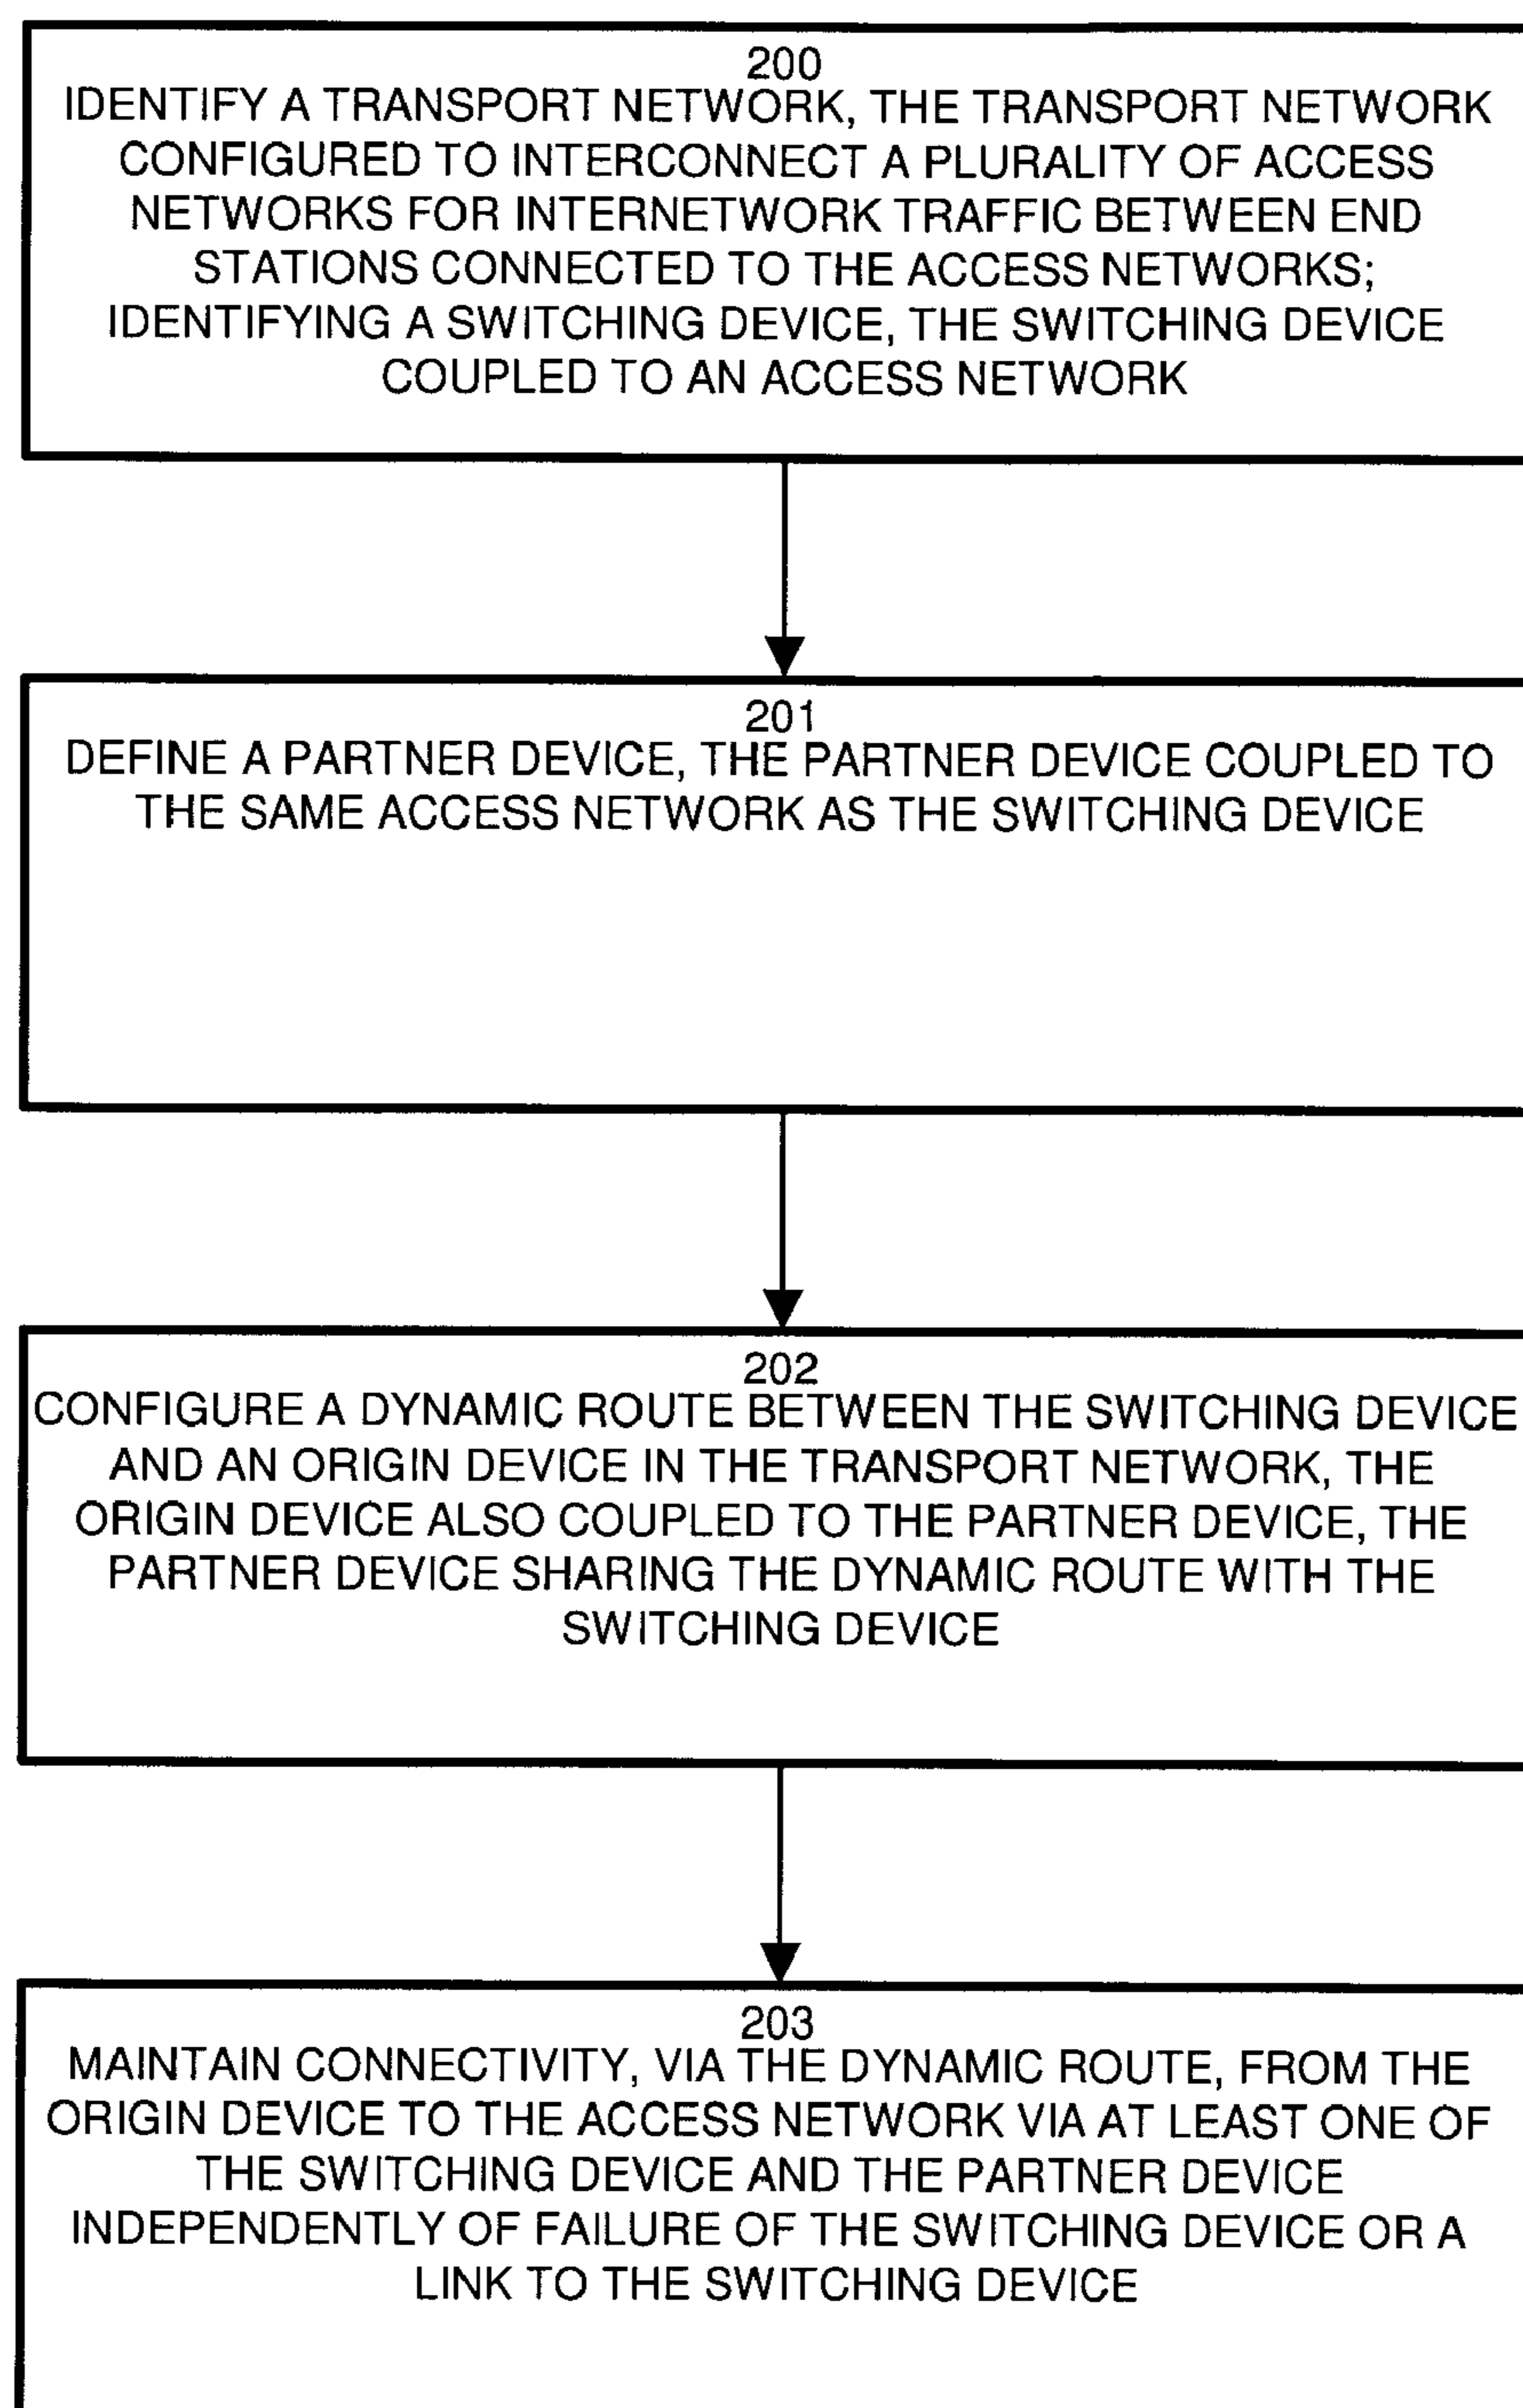 200
IDENTIFY A TRANSPORT NETWORK, THE TRANSPORT NETWORK
CONFIGURED TO INTERCONNECT A PLURALITY OF ACCESS
NETWORKS FOR INTERNETWORK TRAFFIC BETWEEN END
STATIONS CONNECTED TO THE ACCESS NETWORKS;
IDENTIFYING A SWITCHING DEVICE, THE SWITCHING DEVICE
COUPLED TO AN ACCESS NETWORK
201
DEFINE A PARTNER DEVICE, THE PARTNER DEVICE COUPLED TO
THE SAME ACCESS NETWORK AS THE SWITCHING DEVICE
202
CONFIGURE A DYNAMIC ROUTE BETWEEN THE SWITCHING DEVICE
AND AN ORIGIN DEVICE IN THE TRANSPORT NETWORK, THE
ORIGIN DEVICE ALSO COUPLED TO THE PARTNER DEVICE, THE
PARTNER DEVICE SHARING THE DYNAMIC ROUTE WITH THE
SWITCHING DEVICE
203
MAINTAIN CONNECTIVITY, VIA THE DYNAMIC ROUTE, FROM THE
ORIGIN DEVICE TO THE ACCESS NETWORK VIA AT LEAST ONE OF
THE SWITCHING DEVICE AND THE PARTNER DEVICE
INDEPENDENTLY OF FAILURE OF THE SWITCHING DEVICE OR A
LINK TO THE SWITCHING DEVICE